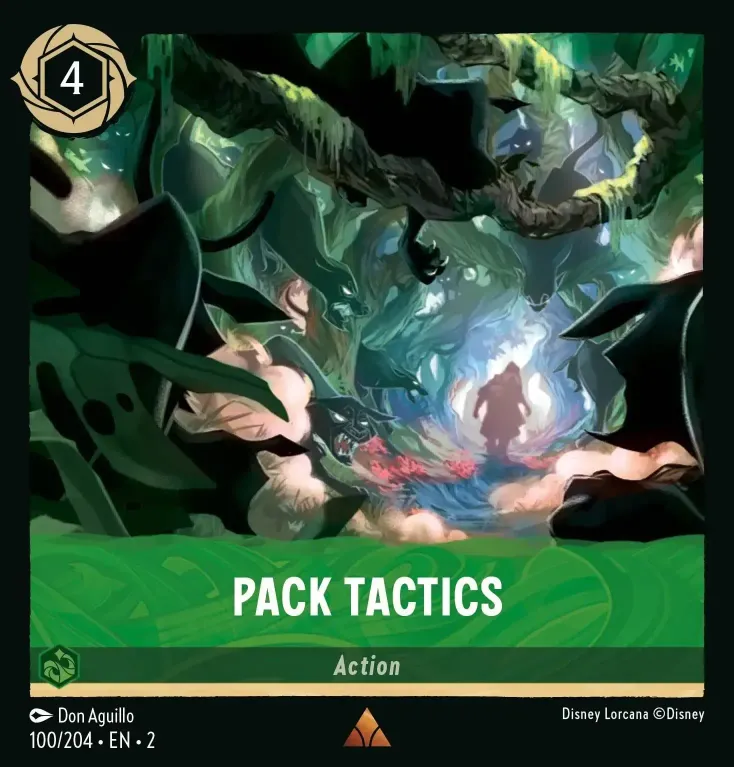 4
PACK TACTICS
Action
Don Aguillo
Disney Lorcana ©Disney
100/204 • EN • 2